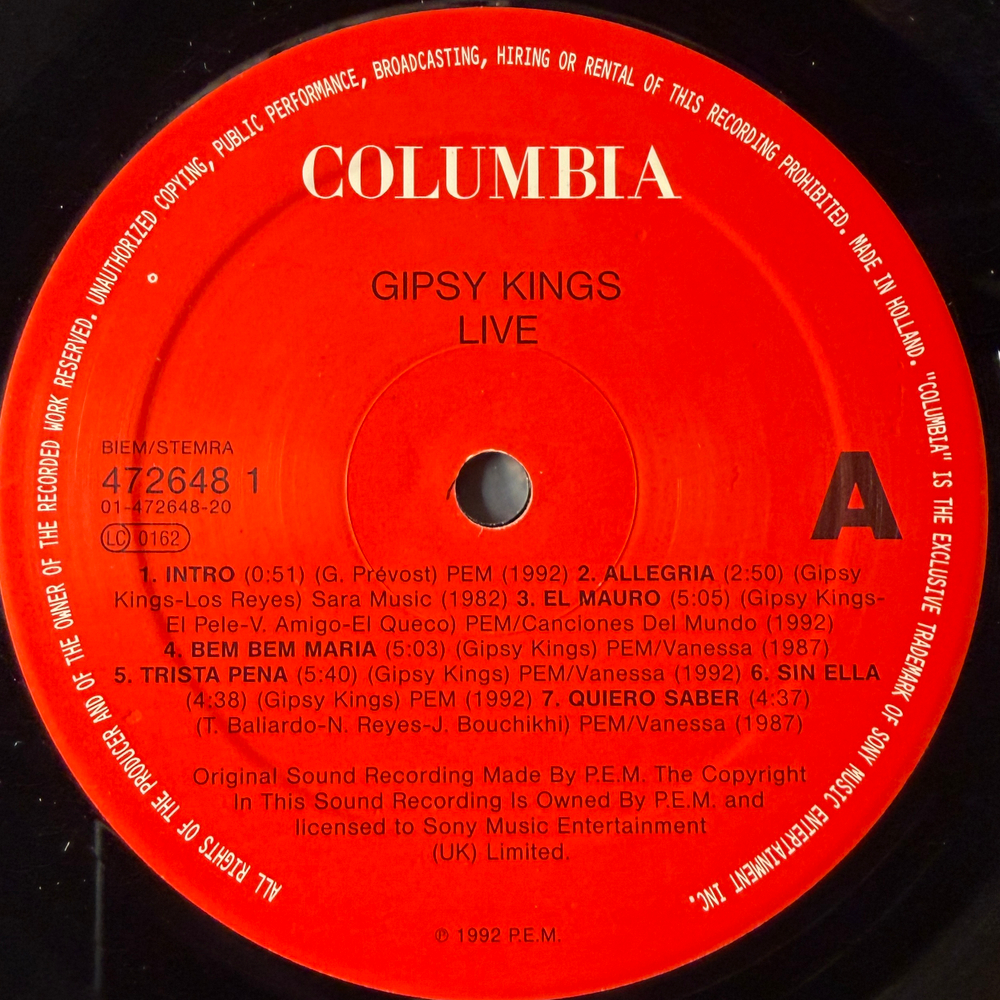 ALL RIGHTS OF THE PRODUCER AND OF THE OWNER OF THE RECORDED WORK RESERVED. UNAUTHORIZED COPYING, PUBLIC PERFORMANCE, BROADCASTING, HIRING OR RENTAL OF THIS RECORDING PROHIBITED. MADE IN HOLLAND. "COLUMBIA" IS THE EXCLUSIVE TRADEMARK OF SONY MUSIC ENTERTAINMENT INC.
COLUMBIA
GIPSY KINGS
LIVE
BIEM/STEMRA
472648 1
01-472648-20
LC 0162
A
1. INTRO (0:51) (G. Prévost) PEM (1992) 2. ALLEGRIA (2:50) (Gipsy
Kings-Los Reyes) Sara Music (1982) 3. EL MAURO (5:05) (Gipsy Kings-
El Pele-V. Amigo-El Queco) PEM/Canciones Del Mundo (1992)
4. BEM BEM MARIA (5:03) (Gipsy Kings) PEM/Vanessa (1987)
5. TRISTA PENA (5:40) (Gipsy Kings) PEM/Vanessa (1992) 6. SIN ELLA
(4:38) (Gipsy Kings) PEM (1992) 7. QUIERO SABER (4:37)
(T. Baliardo-N. Reyes-J. Bouchikhi) PEM/Vanessa (1987)
Original Sound Recording Made By P.E.M. The Copyright
In This Sound Recording Is Owned By P.E.M. and
licensed to Sony Music Entertainment
(UK) Limited.
℗ 1992 P.E.M.